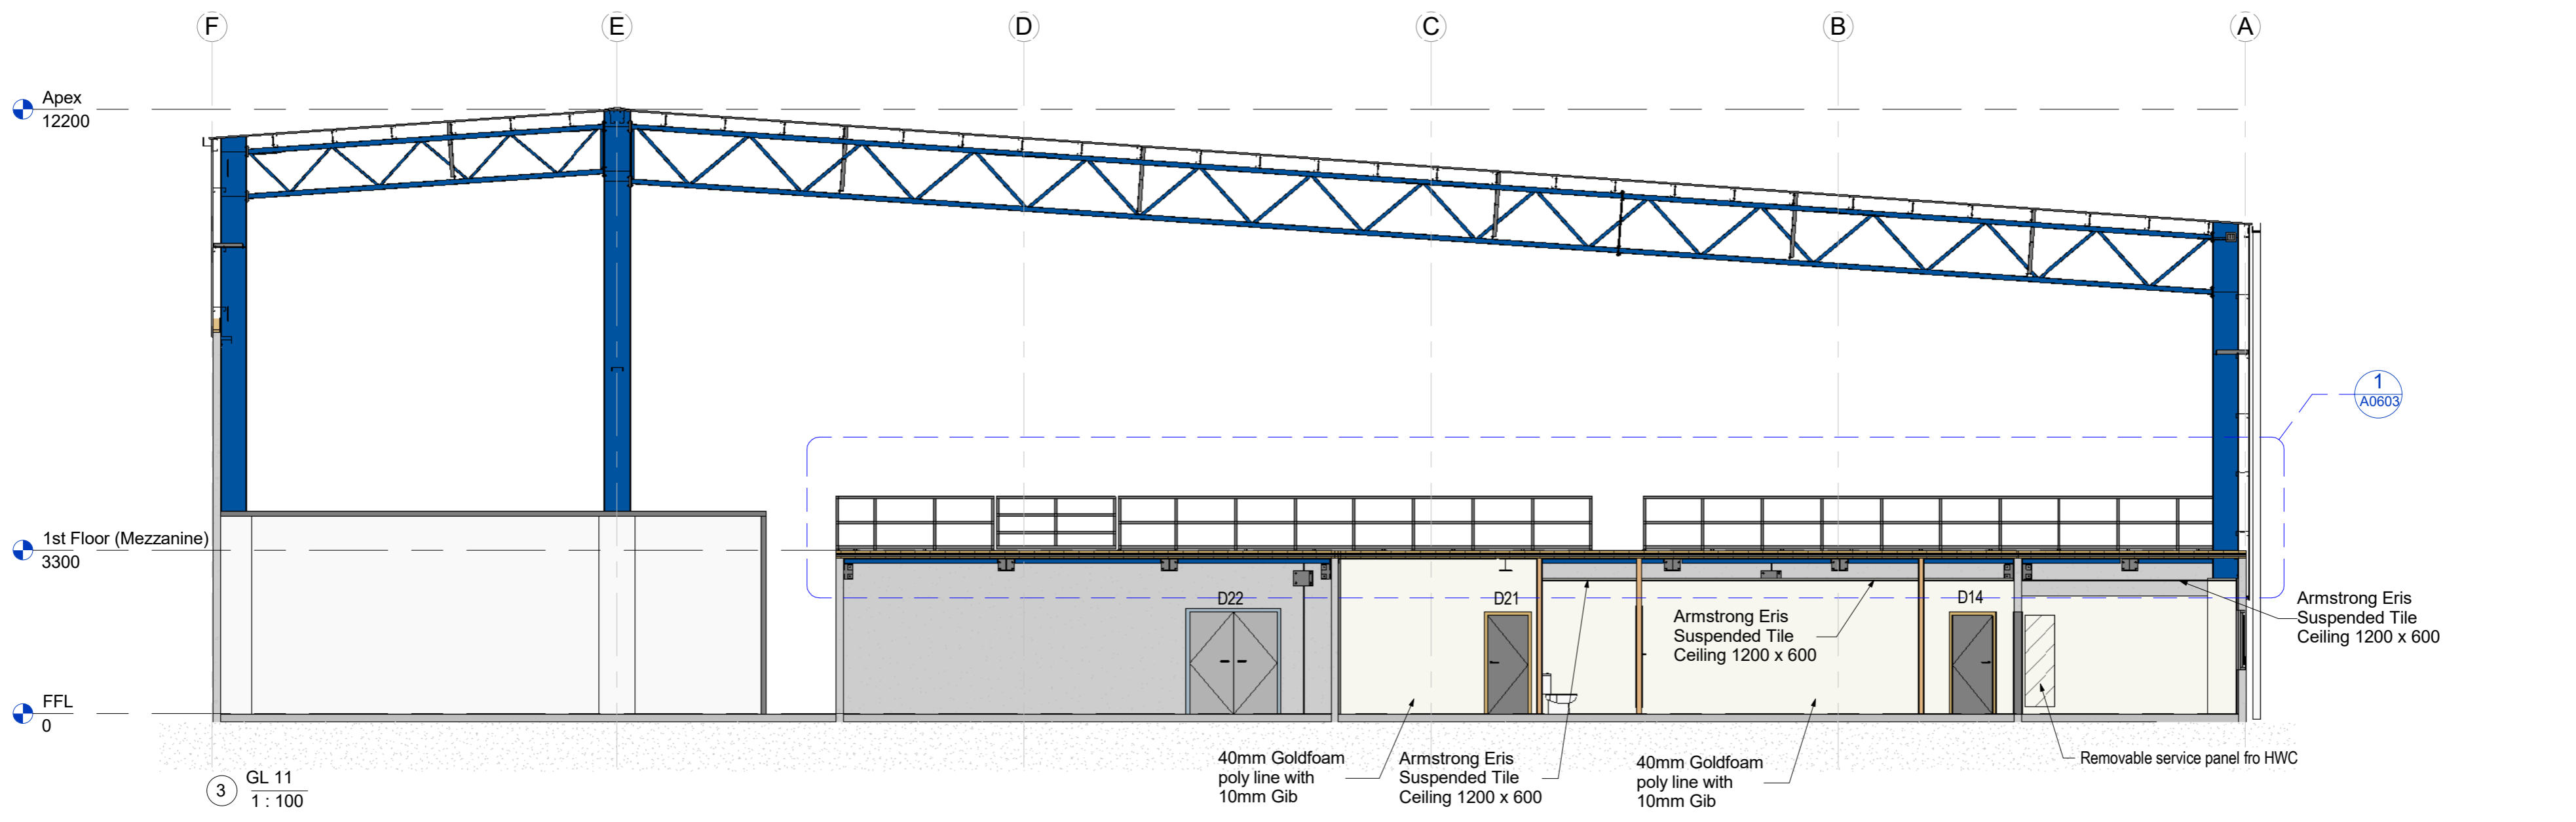 F E D C B A
Apex
12200
1
A0603
1st Floor (Mezzanine)
3300
D22
D21
D14
Armstrong Eris
Suspended Tile
Ceiling 1200 x 600
Armstrong Eris
Suspended Tile
Ceiling 1200 x 600
FFL
0
40mm Goldfoam
poly line with
10mm Gib
Armstrong Eris
Suspended Tile
Ceiling 1200 x 600
40mm Goldfoam
poly line with
10mm Gib
Removable service panel fro HWC
3
GL 11
1 : 100